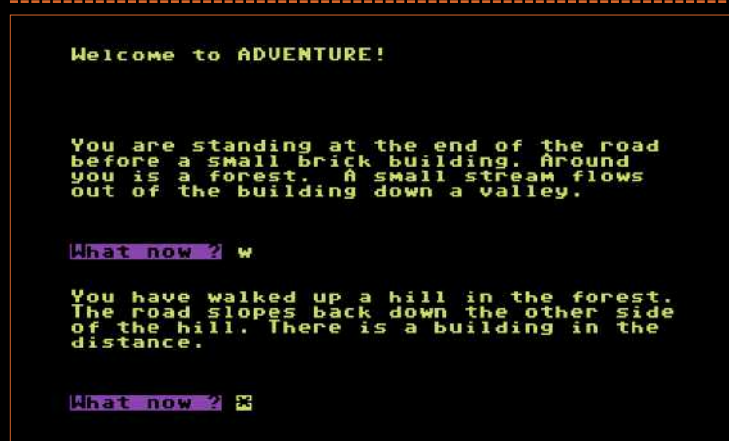 Welcome to ADVENTURE!
You are standing at the end of the road
before a small brick building. Around
you is a forest.  A small stream flows
out of the building down a valley.
What now ? w
You have walked up a hill in the forest.
The road slopes back down the other side
of the hill. There is a building in the
distance.
What now ? *